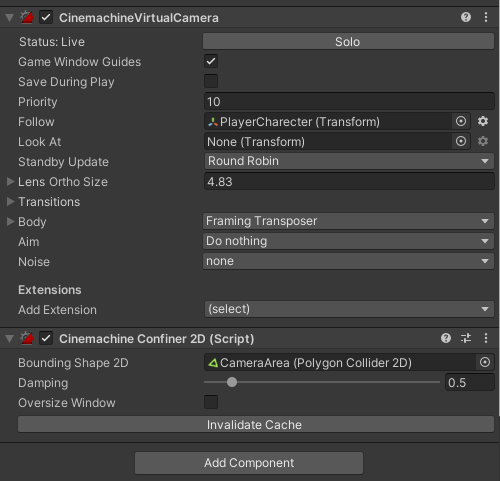 CinemachineVirtualCamera
Status: Live Solo
Game Window Guides
Save During Play
Priority 10
Follow PlayerCharecter (Transform)
Look At None (Transform)
Standby Update Round Robin
Lens Ortho Size 4.83
Transitions
Body Framing Transposer
Aim Do nothing
Noise none
Extensions
Add Extension (select)
Cinemachine Confiner 2D (Script)
Bounding Shape 2D CameraArea (Polygon Collider 2D)
Damping 0.5
Oversize Window
Invalidate Cache
Add Component